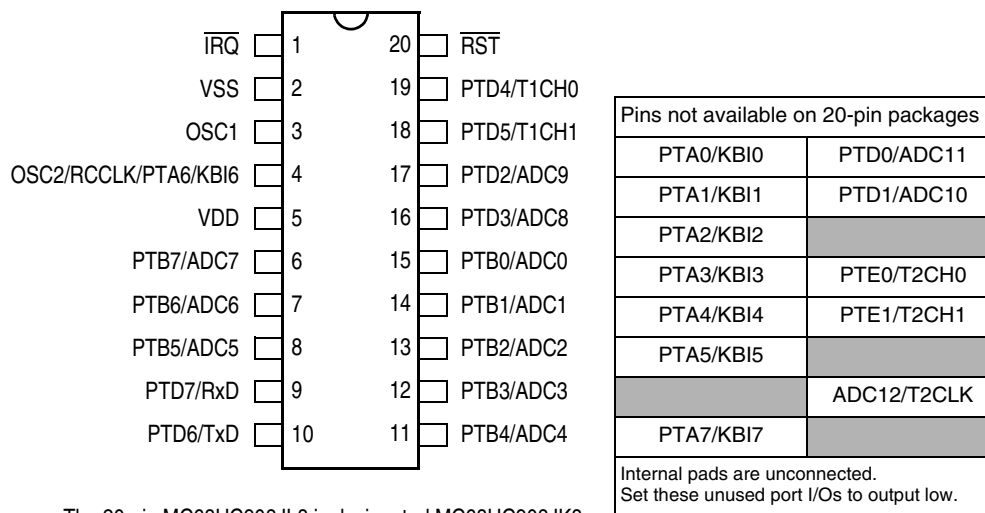 IRQ 1 20 RST
VSS 2 19 PTD4/T1CH0
OSC1 3 18 PTD5/T1CH1
OSC2/RCCLK/PTA6/KBI6 4 17 PTD2/ADC9
VDD 5 16 PTD3/ADC8
PTB7/ADC7 6 15 PTB0/ADC0
PTB6/ADC6 7 14 PTB1/ADC1
PTB5/ADC5 8 13 PTB2/ADC2
PTD7/RxD 9 12 PTB3/ADC3
PTD6/TxD 10 11 PTB4/ADC4
Pins not available on 20-pin packages
PTA0/KBI0 PTD0/ADC11
PTA1/KBI1 PTD1/ADC10
PTA2/KBI2
PTA3/KBI3 PTE0/T2CH0
PTA4/KBI4 PTE1/T2CH1
PTA5/KBI5
ADC12/T2CLK
PTA7/KBI7
Internal pads are unconnected.
Set these unused port I/Os to output low.